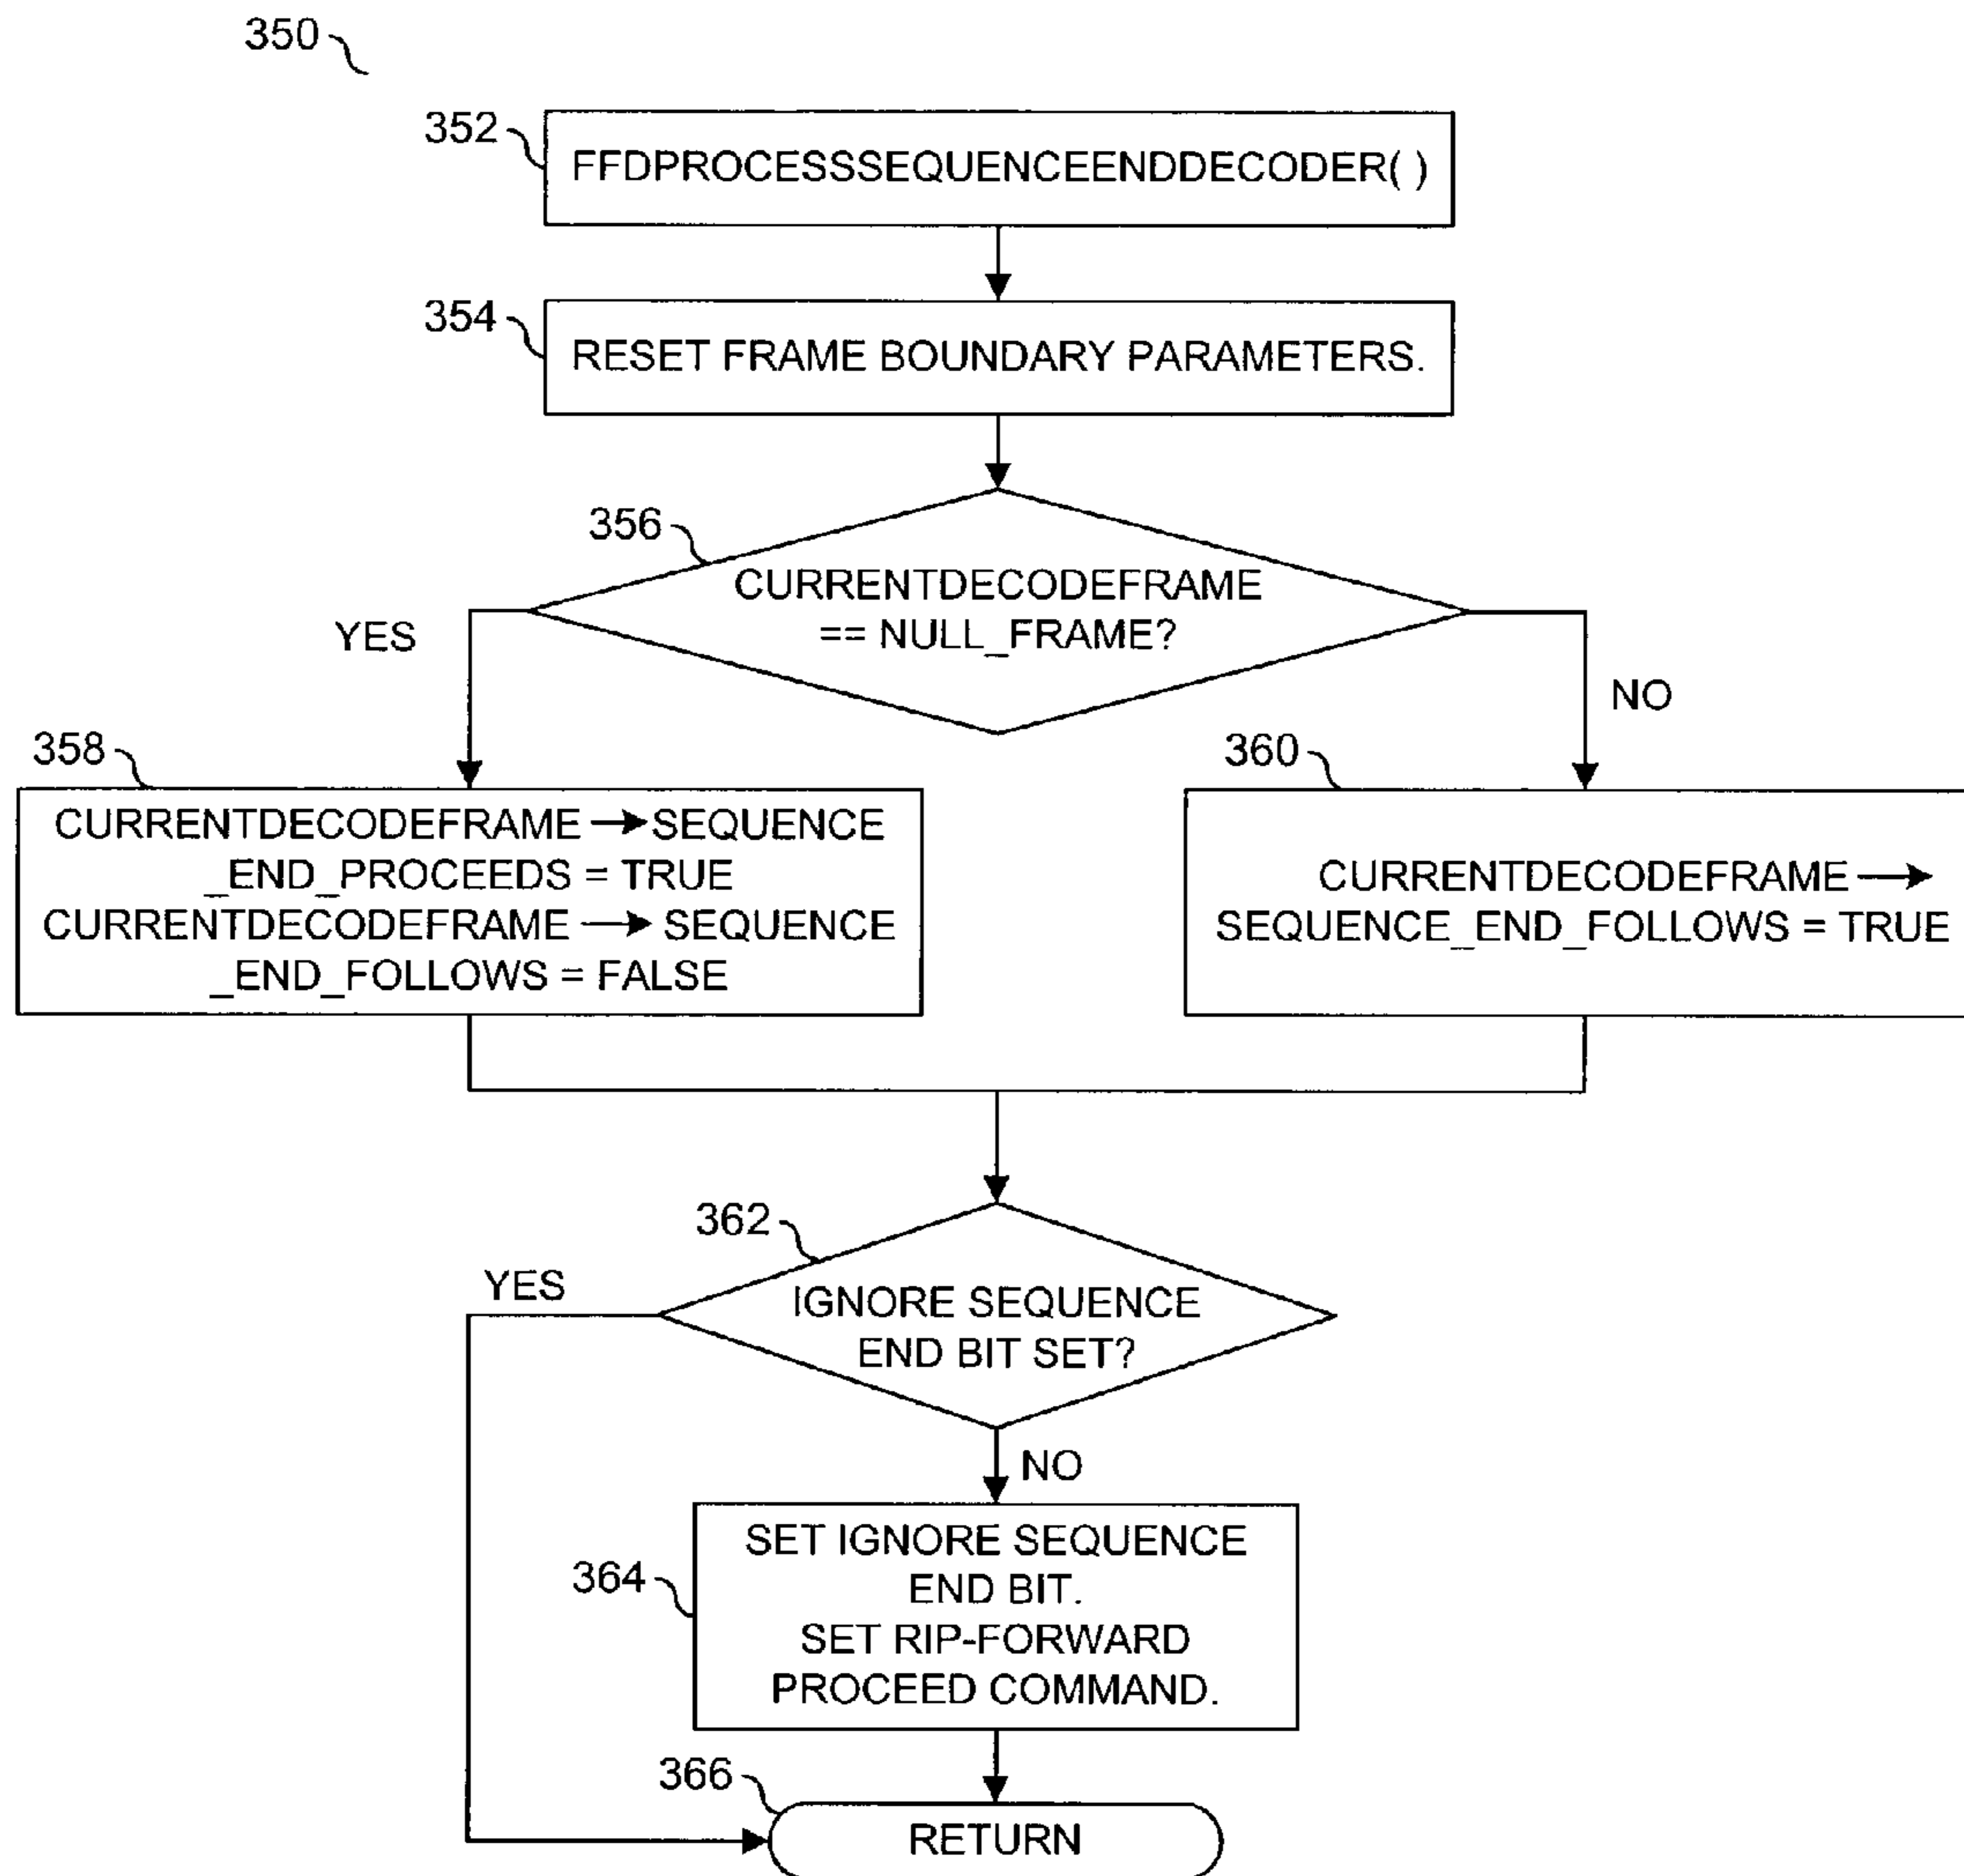 350
352
FFDPROCESSSEQUENCEENDDECODER( )
354
RESET FRAME BOUNDARY PARAMETERS.
356
CURRENTDECODEFRAME
== NULL_FRAME?
YES
NO
358
CURRENTDECODEFRAME → SEQUENCE
_END_PROCEEDS = TRUE
CURRENTDECODEFRAME → SEQUENCE
_END_FOLLOWS = FALSE
360
CURRENTDECODEFRAME →
SEQUENCE_END_FOLLOWS = TRUE
362
IGNORE SEQUENCE
END BIT SET?
YES
NO
364
SET IGNORE SEQUENCE
END BIT.
SET RIP-FORWARD
PROCEED COMMAND.
366
RETURN